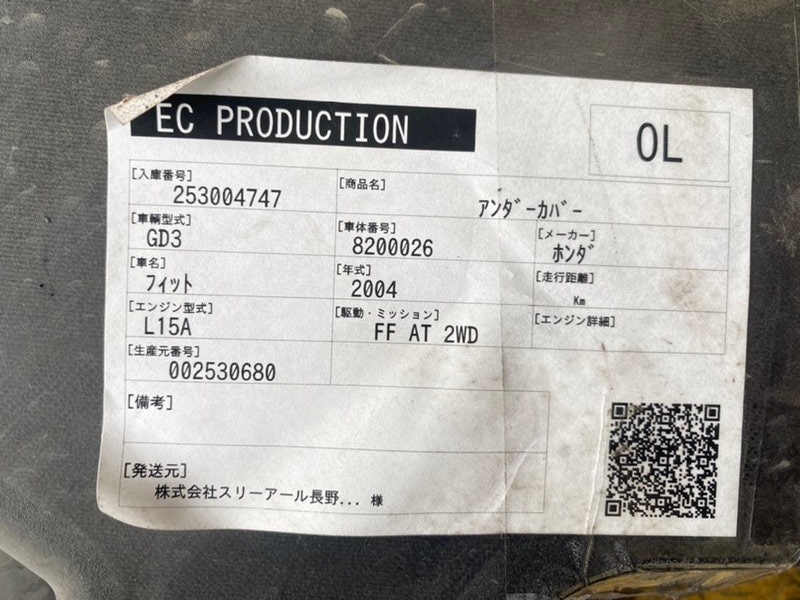 EC PRODUCTION
OL
[入庫番号]
253004747
[商品名]
ｱﾝﾀﾞｰｶﾊﾞｰ
[車輌型式]
GD3
[車体番号]
8200026
[メーカー]
ﾎﾝﾀﾞ
[車名]
ﾌｨｯﾄ
[年式]
2004
[走行距離]
Km
[エンジン型式]
L15A
[駆動・ミッション]
FF AT 2WD
[エンジン詳細]
[生産元番号]
002530680
[備考]
[発送元]
株式会社スリーアール長野... 様